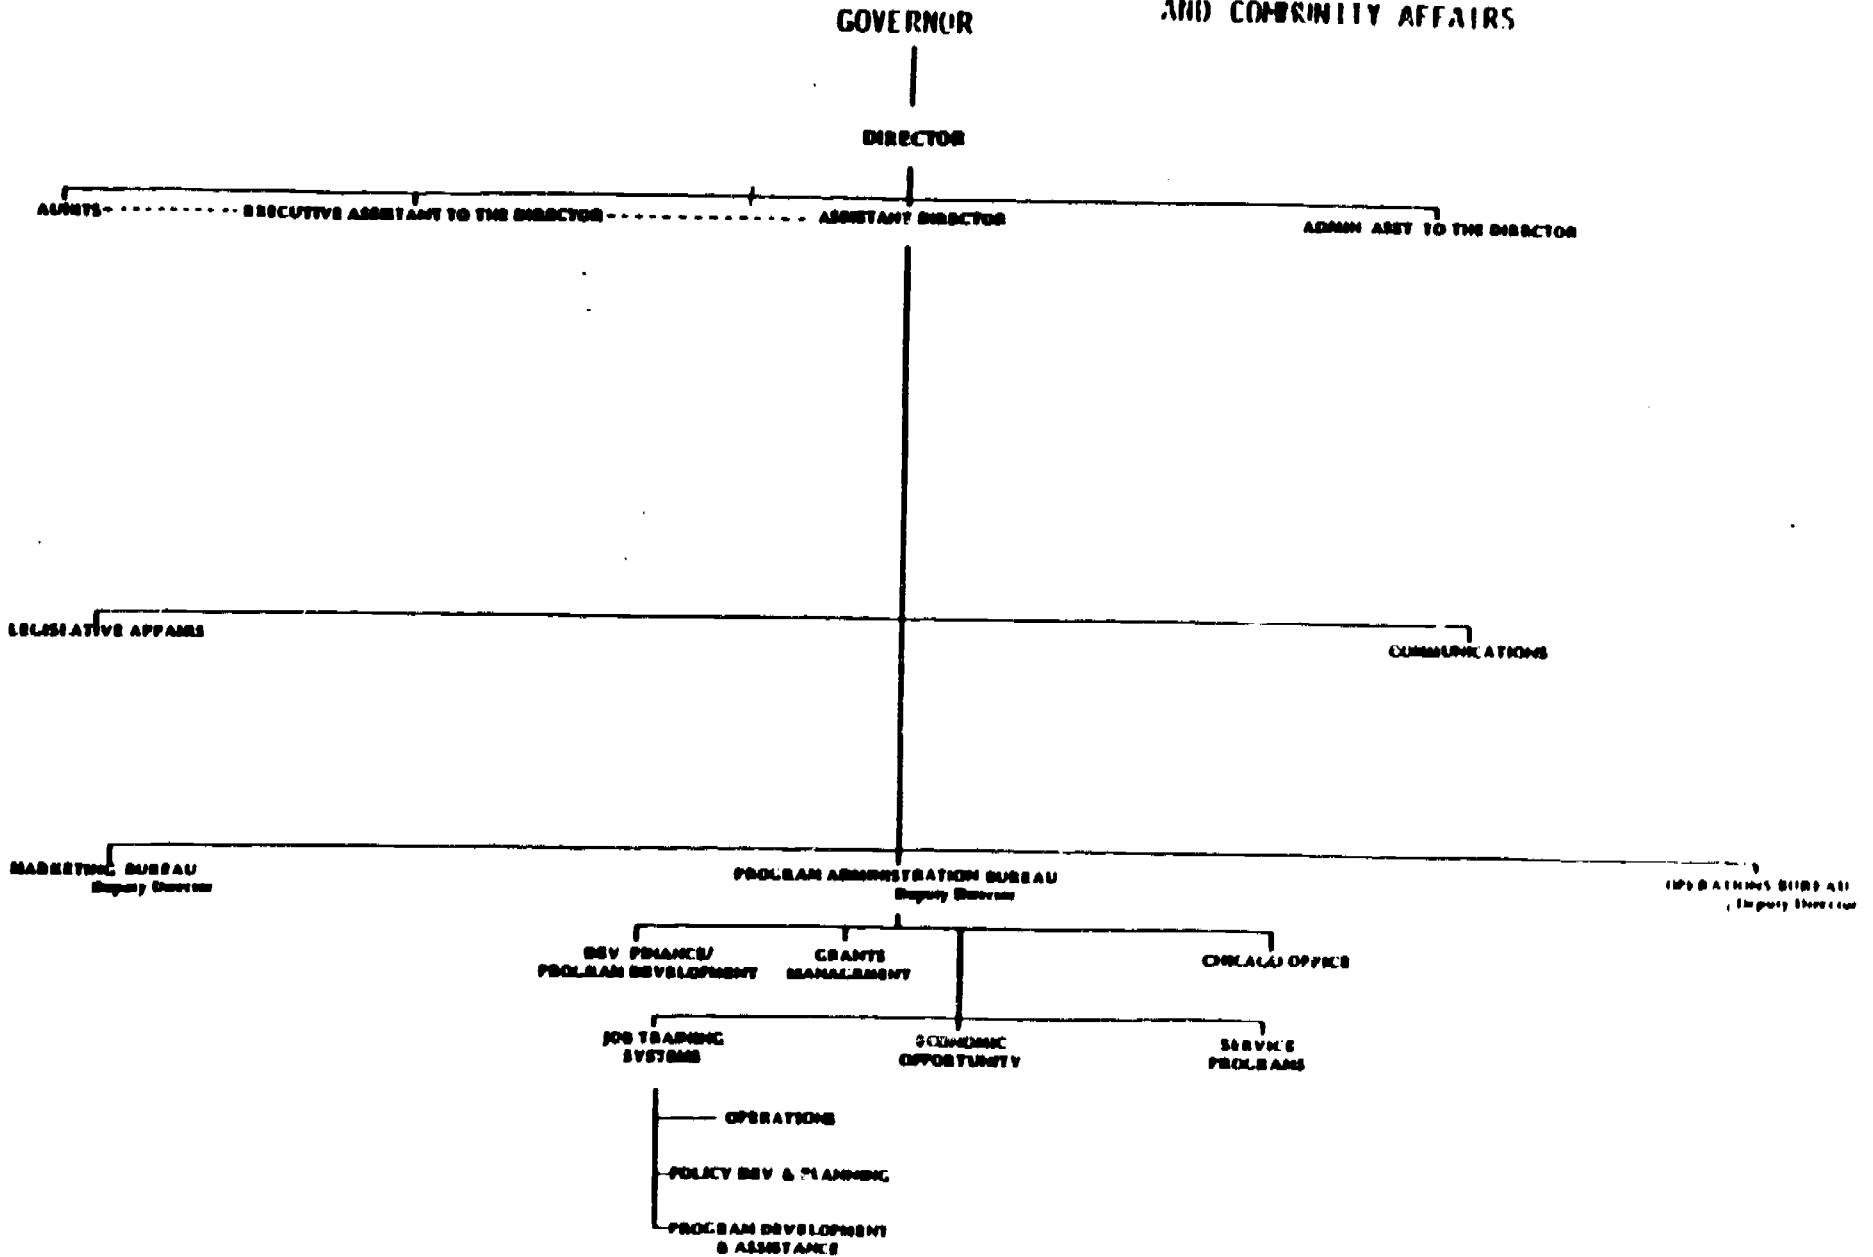 AND COMMUNITY AFFAIRS
GOVERNOR
DIRECTOR
AUDITS
EXECUTIVE ASSISTANT TO THE DIRECTOR
ASSISTANT DIRECTOR
ADMIN ASST TO THE DIRECTOR
LEGISLATIVE AFFAIRS
COMMUNICATIONS
MARKETING BUREAU
Deputy Director
PROGRAM ADMINISTRATION BUREAU
Deputy Director
OPERATIONS BUREAU
Deputy Director
DEV FINANCE/
PROGRAM DEVELOPMENT
GRANTS
MANAGEMENT
CHICAGO OFFICE
JOB TRAINING
SYSTEMS
ECONOMIC
OPPORTUNITY
SERVICE
PROGRAMS
OPERATIONS
POLICY DEV & PLANNING
PROGRAM DEVELOPMENT
& ASSISTANCE